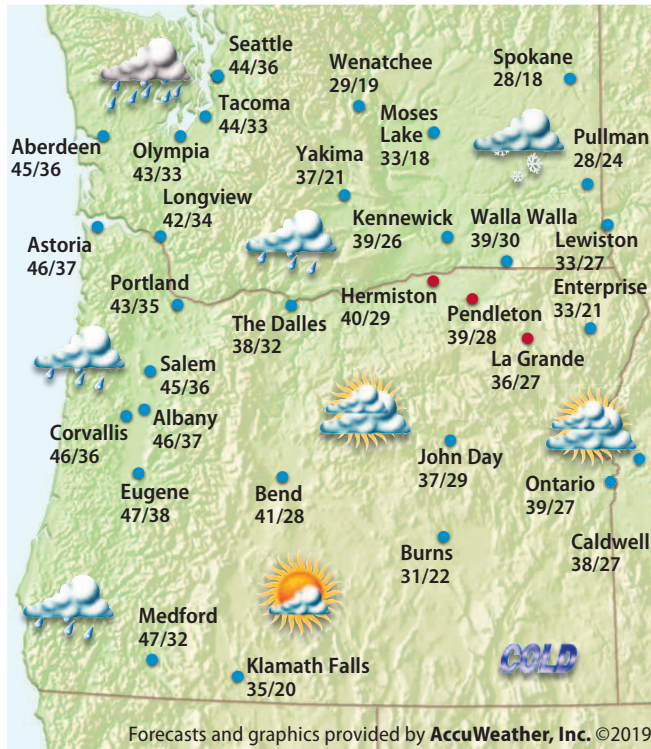 Seattle
44/36
Wenatchee
29/19
Spokane
28/18
Tacoma
44/33
Moses
Lake
33/18
Aberdeen
45/36
Olympia
43/33
Yakima
37/21
Pullman
28/24
Longview
42/34
Kennewick
39/26
Walla Walla
39/30
Lewiston
33/27
Astoria
46/37
Portland
43/35
The Dalles
38/32
Hermiston
40/29
Pendleton
39/28
Enterprise
33/21
La Grande
36/27
Salem
45/36
Corvallis
46/36
Albany
46/37
Eugene
47/38
Bend
41/28
John Day
37/29
Ontario
39/27
Burns
31/22
Caldwell
38/27
Medford
47/32
Klamath Falls
35/20
COLD
Forecasts and graphics provided by AccuWeather, Inc. ©2019